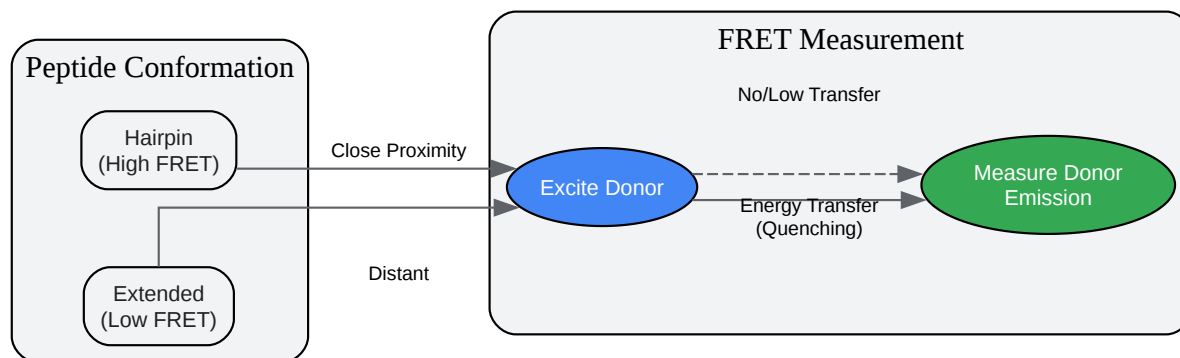 Peptide Conformation
Hairpin
(High FRET)
Extended
(Low FRET)
Close Proximity
Distant
FRET Measurement
No/Low Transfer
Excite Donor
Energy Transfer
(Quenching)
Measure Donor
Emission